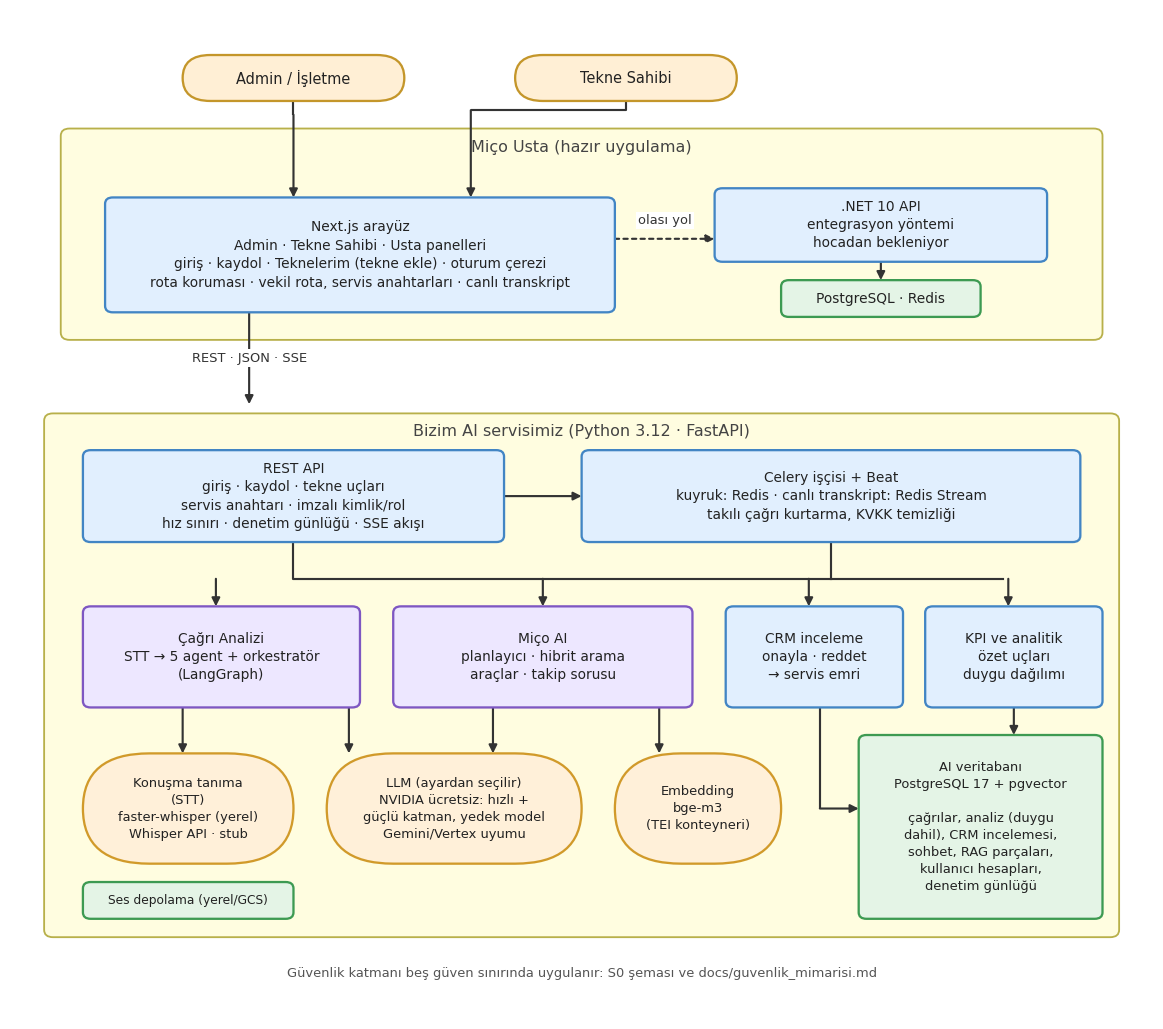 Admin / İşletme
Tekne Sahibi
Miço Usta (hazır uygulama)
Next.js arayüz
Admin · Tekne Sahibi · Usta panelleri
giriş · kaydol · Teknelerim (tekne ekle) · oturum çerezi
rota koruması · vekil rota, servis anahtarları · canlı transkript
olası yol
.NET 10 API
entegrasyon yöntemi
hocadan bekleniyor
PostgreSQL · Redis
REST · JSON · SSE
Bizim AI servisimiz (Python 3.12 · FastAPI)
REST API
giriş · kaydol · tekne uçları
servis anahtarı · imzalı kimlik/rol
hız sınırı · denetim günlüğü · SSE akışı
Celery işçisi + Beat
kuyruk: Redis · canlı transkript: Redis Stream
takılı çağrı kurtarma, KVKK temizliği
Çağrı Analizi
STT → 5 agent + orkestratör
(LangGraph)
Miço AI
planlayıcı · hibrit arama
araçlar · takip sorusu
CRM inceleme
onayla · reddet
→ servis emri
KPI ve analitik
özet uçları
duygu dağılımı
Konuşma tanıma
(STT)
faster-whisper (yerel)
Whisper API · stub
LLM (ayardan seçilir)
NVIDIA ücretsiz: hızlı +
güçlü katman, yedek model
Gemini/Vertex uyumu
Embedding
bge-m3
(TEI konteyneri)
AI veritabanı
PostgreSQL 17 + pgvector
çağrılar, analiz (duygu
dahil), CRM incelemesi,
sohbet, RAG parçaları,
kullanıcı hesapları,
denetim günlüğü
Ses depolama (yerel/GCS)
Güvenlik katmanı beş güven sınırında uygulanır: S0 şeması ve docs/guvenlik_mimarisi.md